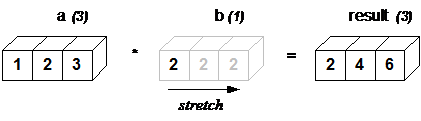 a (3) b (1) result (3)
1 2 3 * 2 2 2 = 2 4 6
stretch